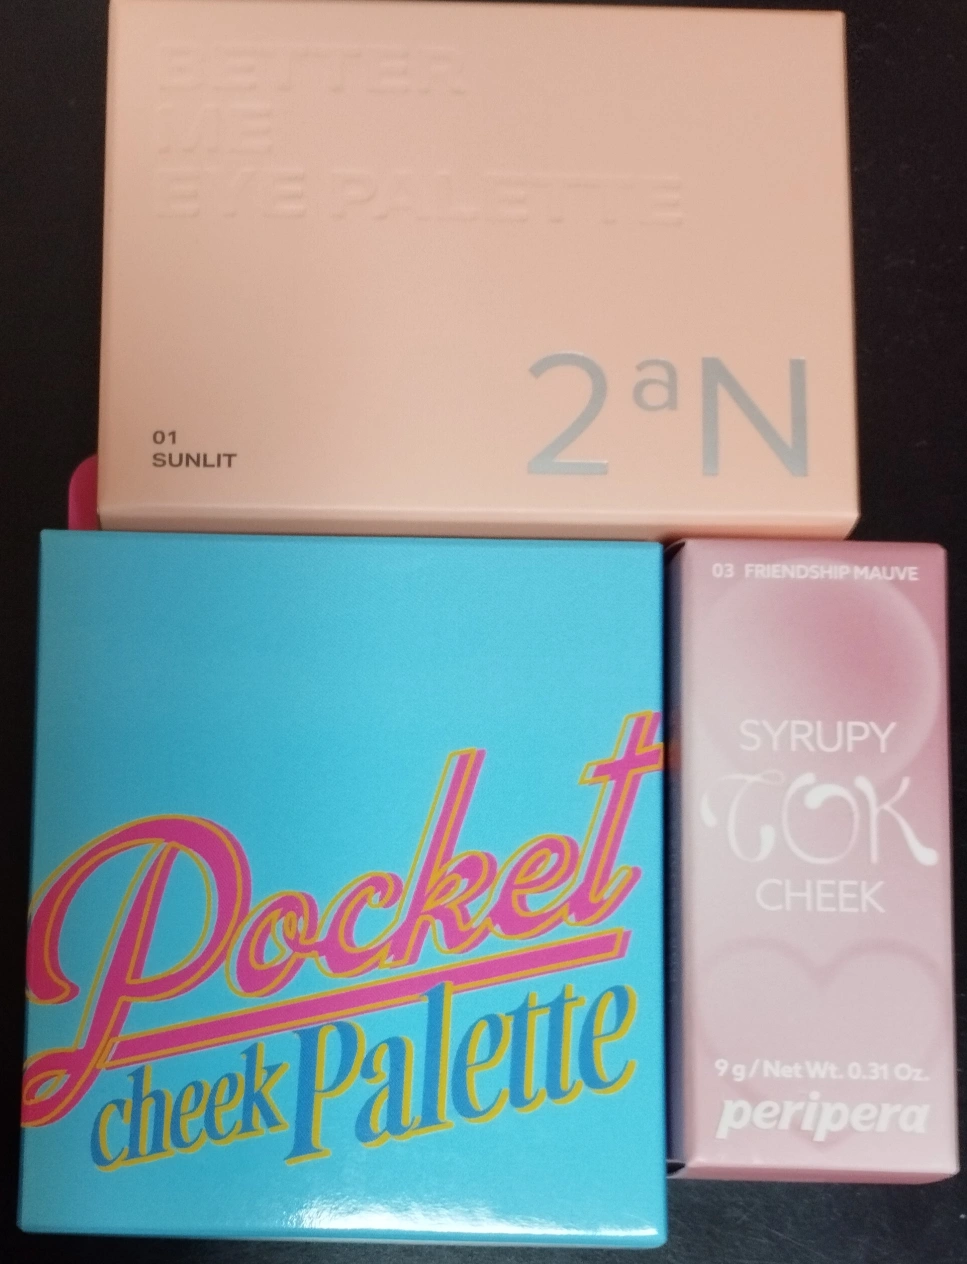 BETTER
ME
EYE PALETTE
2aN
01
SUNLIT
Pocket
cheek Palette
03 FRIENDSHIP MAUVE
SYRUPY
TOK
CHEEK
9 g / Net Wt. 0.31 Oz.
peripera